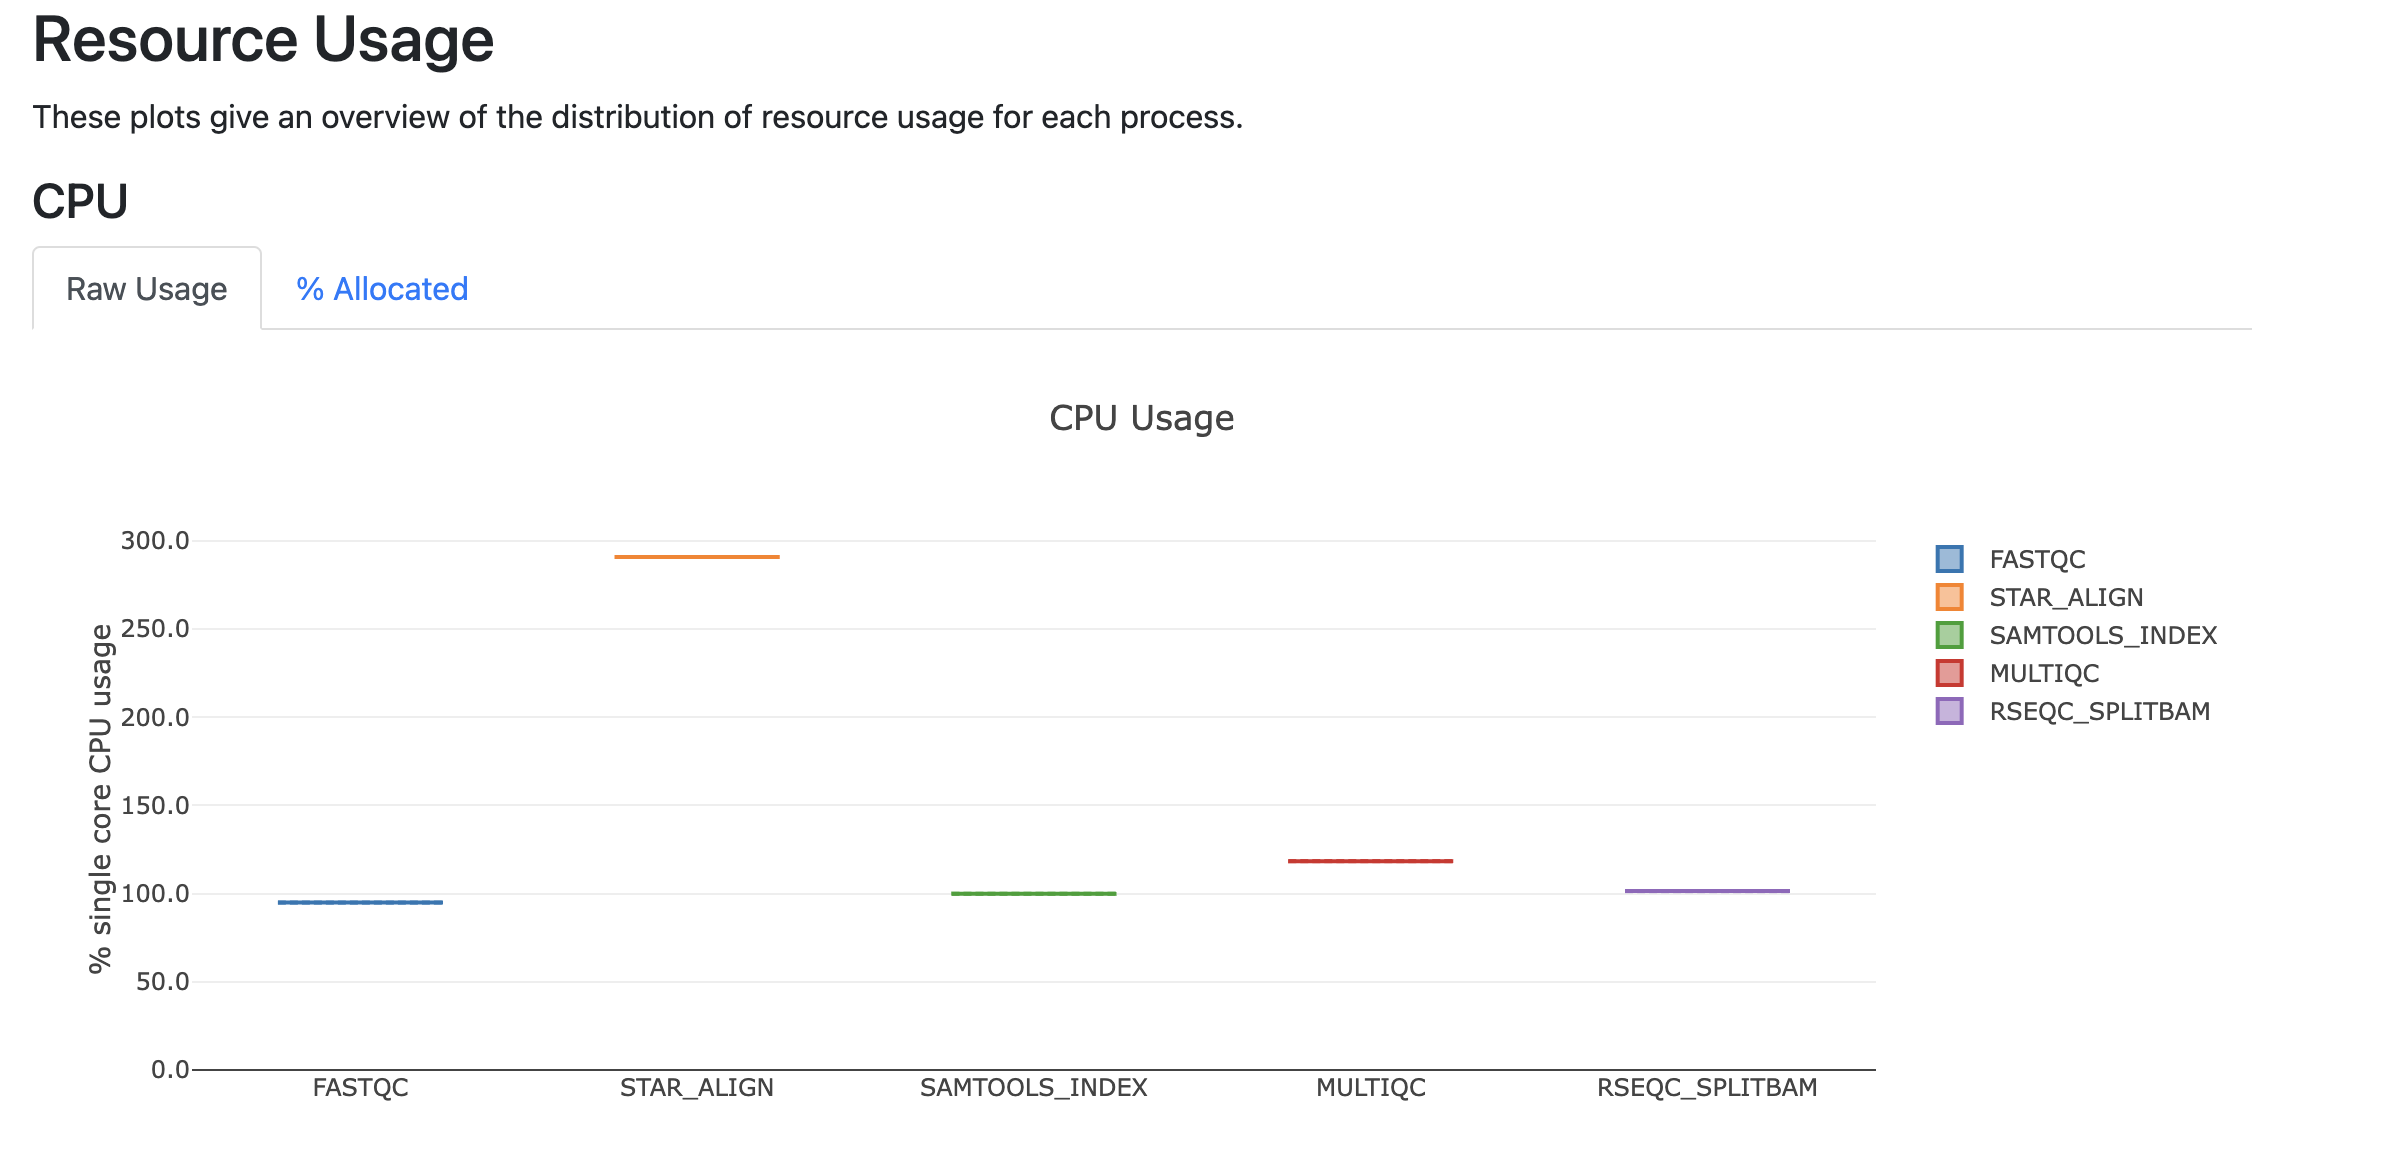 Resource Usage
These plots give an overview of the distribution of resource usage for each process.
CPU
Raw Usage
% Allocated
CPU Usage
% single core CPU usage
300.0
250.0
200.0
150.0
100.0
50.0
0.0
FASTQC
STAR_ALIGN
SAMTOOLS_INDEX
MULTIQC
RSEQC_SPLITBAM
FASTQC
STAR_ALIGN
SAMTOOLS_INDEX
MULTIQC
RSEQC_SPLITBAM